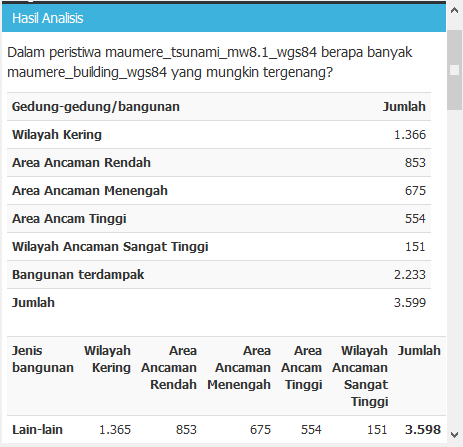 Hasil Analisis
Dalam peristiwa maumere_tsunami_mw8.1_wgs84 berapa banyak
maumere_building_wgs84 yang mungkin tergenang?
Gedung-gedung/bangunan Jumlah
Wilayah Kering 1.366
Area Ancaman Rendah 853
Area Ancaman Menengah 675
Area Ancam Tinggi 554
Wilayah Ancaman Sangat Tinggi 151
Bangunan terdampak 2.233
Jumlah 3.599
Jenis Wilayah Area Area Area Wilayah Jumlah
bangunan Kering Ancaman Ancaman Ancam Ancaman
Rendah Menengah Tinggi Sangat
Tinggi
Lain-lain 1.365 853 675 554 151 3.598